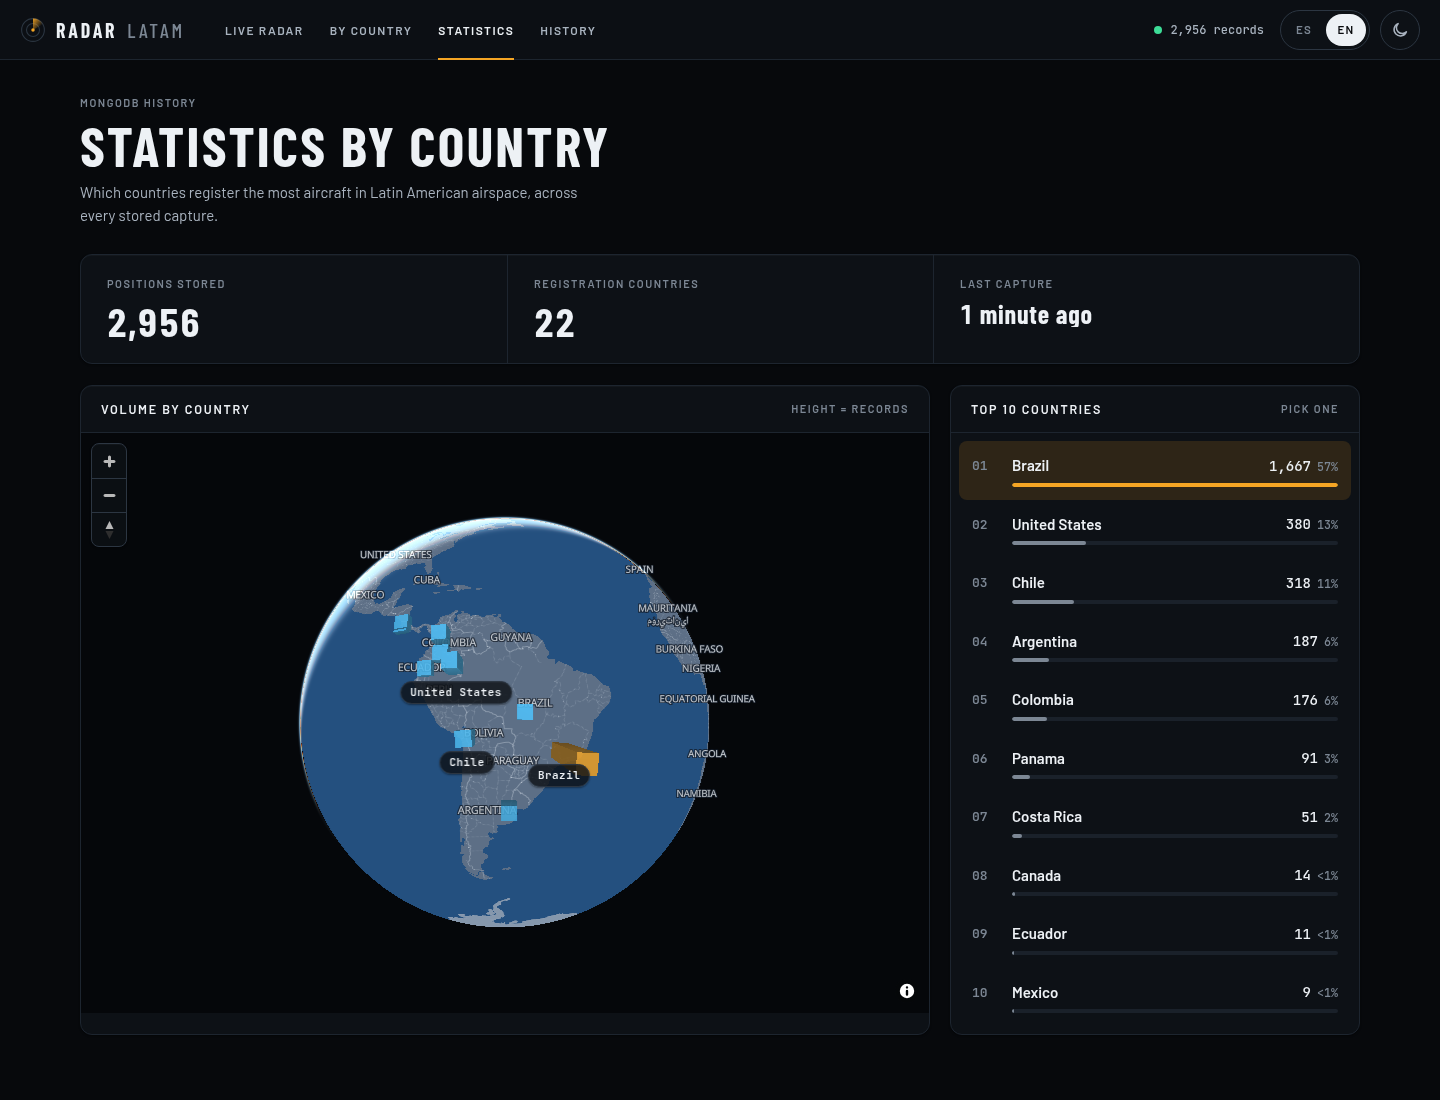 RADAR LATAM
LIVE RADAR
BY COUNTRY
STATISTICS
HISTORY
2,956 records
ES
EN
MONGODB HISTORY
STATISTICS BY COUNTRY
Which countries register the most aircraft in Latin American airspace, across
every stored capture.
POSITIONS STORED
2,956
REGISTRATION COUNTRIES
22
LAST CAPTURE
1 minute ago
VOLUME BY COUNTRY
HEIGHT = RECORDS
UNITED STATES
CUBA
MEXICO
SPAIN
MAURITANIA
GUYANA
BURKINA FASO
NIGERIA
United States
BRAZIL
EQUATORIAL GUINEA
Chile
Brazil
ANGOLA
NAMIBIA
TOP 10 COUNTRIES
PICK ONE
01 Brazil 1,667 57%
02 United States 380 13%
03 Chile 318 11%
04 Argentina 187 6%
05 Colombia 176 6%
06 Panama 91 3%
07 Costa Rica 51 2%
08 Canada 14 <1%
09 Ecuador 11 <1%
10 Mexico 9 <1%